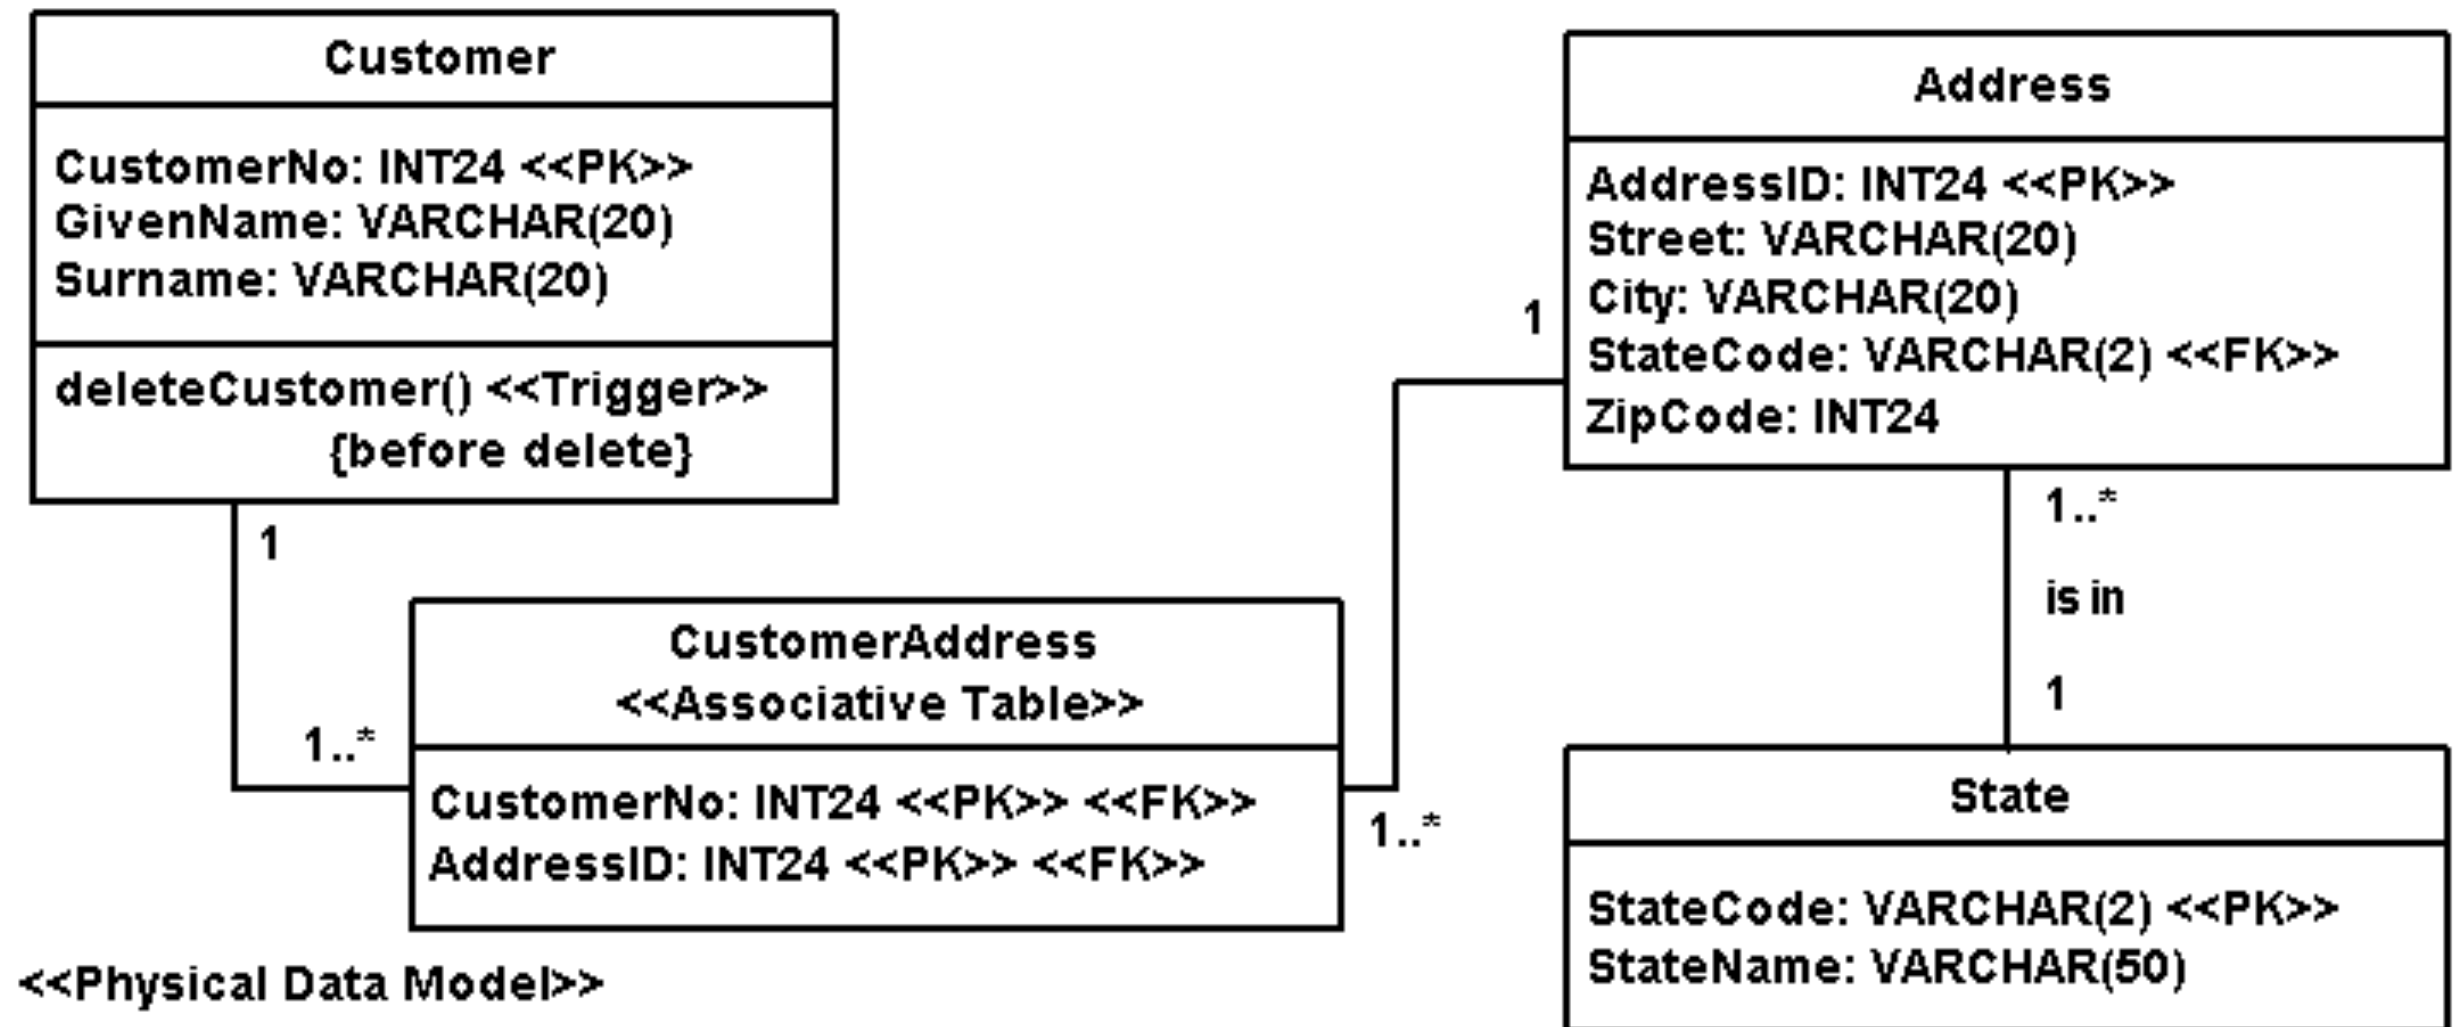 Customer
CustomerNo: INT24 <<PK>>
GivenName: VARCHAR(20)
Surname: VARCHAR(20)
deleteCustomer() <<Trigger>>
{before delete}
1
1..*
CustomerAddress
<<Associative Table>>
CustomerNo: INT24 <<PK>> <<FK>>
AddressID: INT24 <<PK>> <<FK>>
1..*
1
Address
AddressID: INT24 <<PK>>
Street: VARCHAR(20)
City: VARCHAR(20)
StateCode: VARCHAR(2) <<FK>>
ZipCode: INT24
1..*
is in
1
State
StateCode: VARCHAR(2) <<PK>>
StateName: VARCHAR(50)
<<Physical Data Model>>